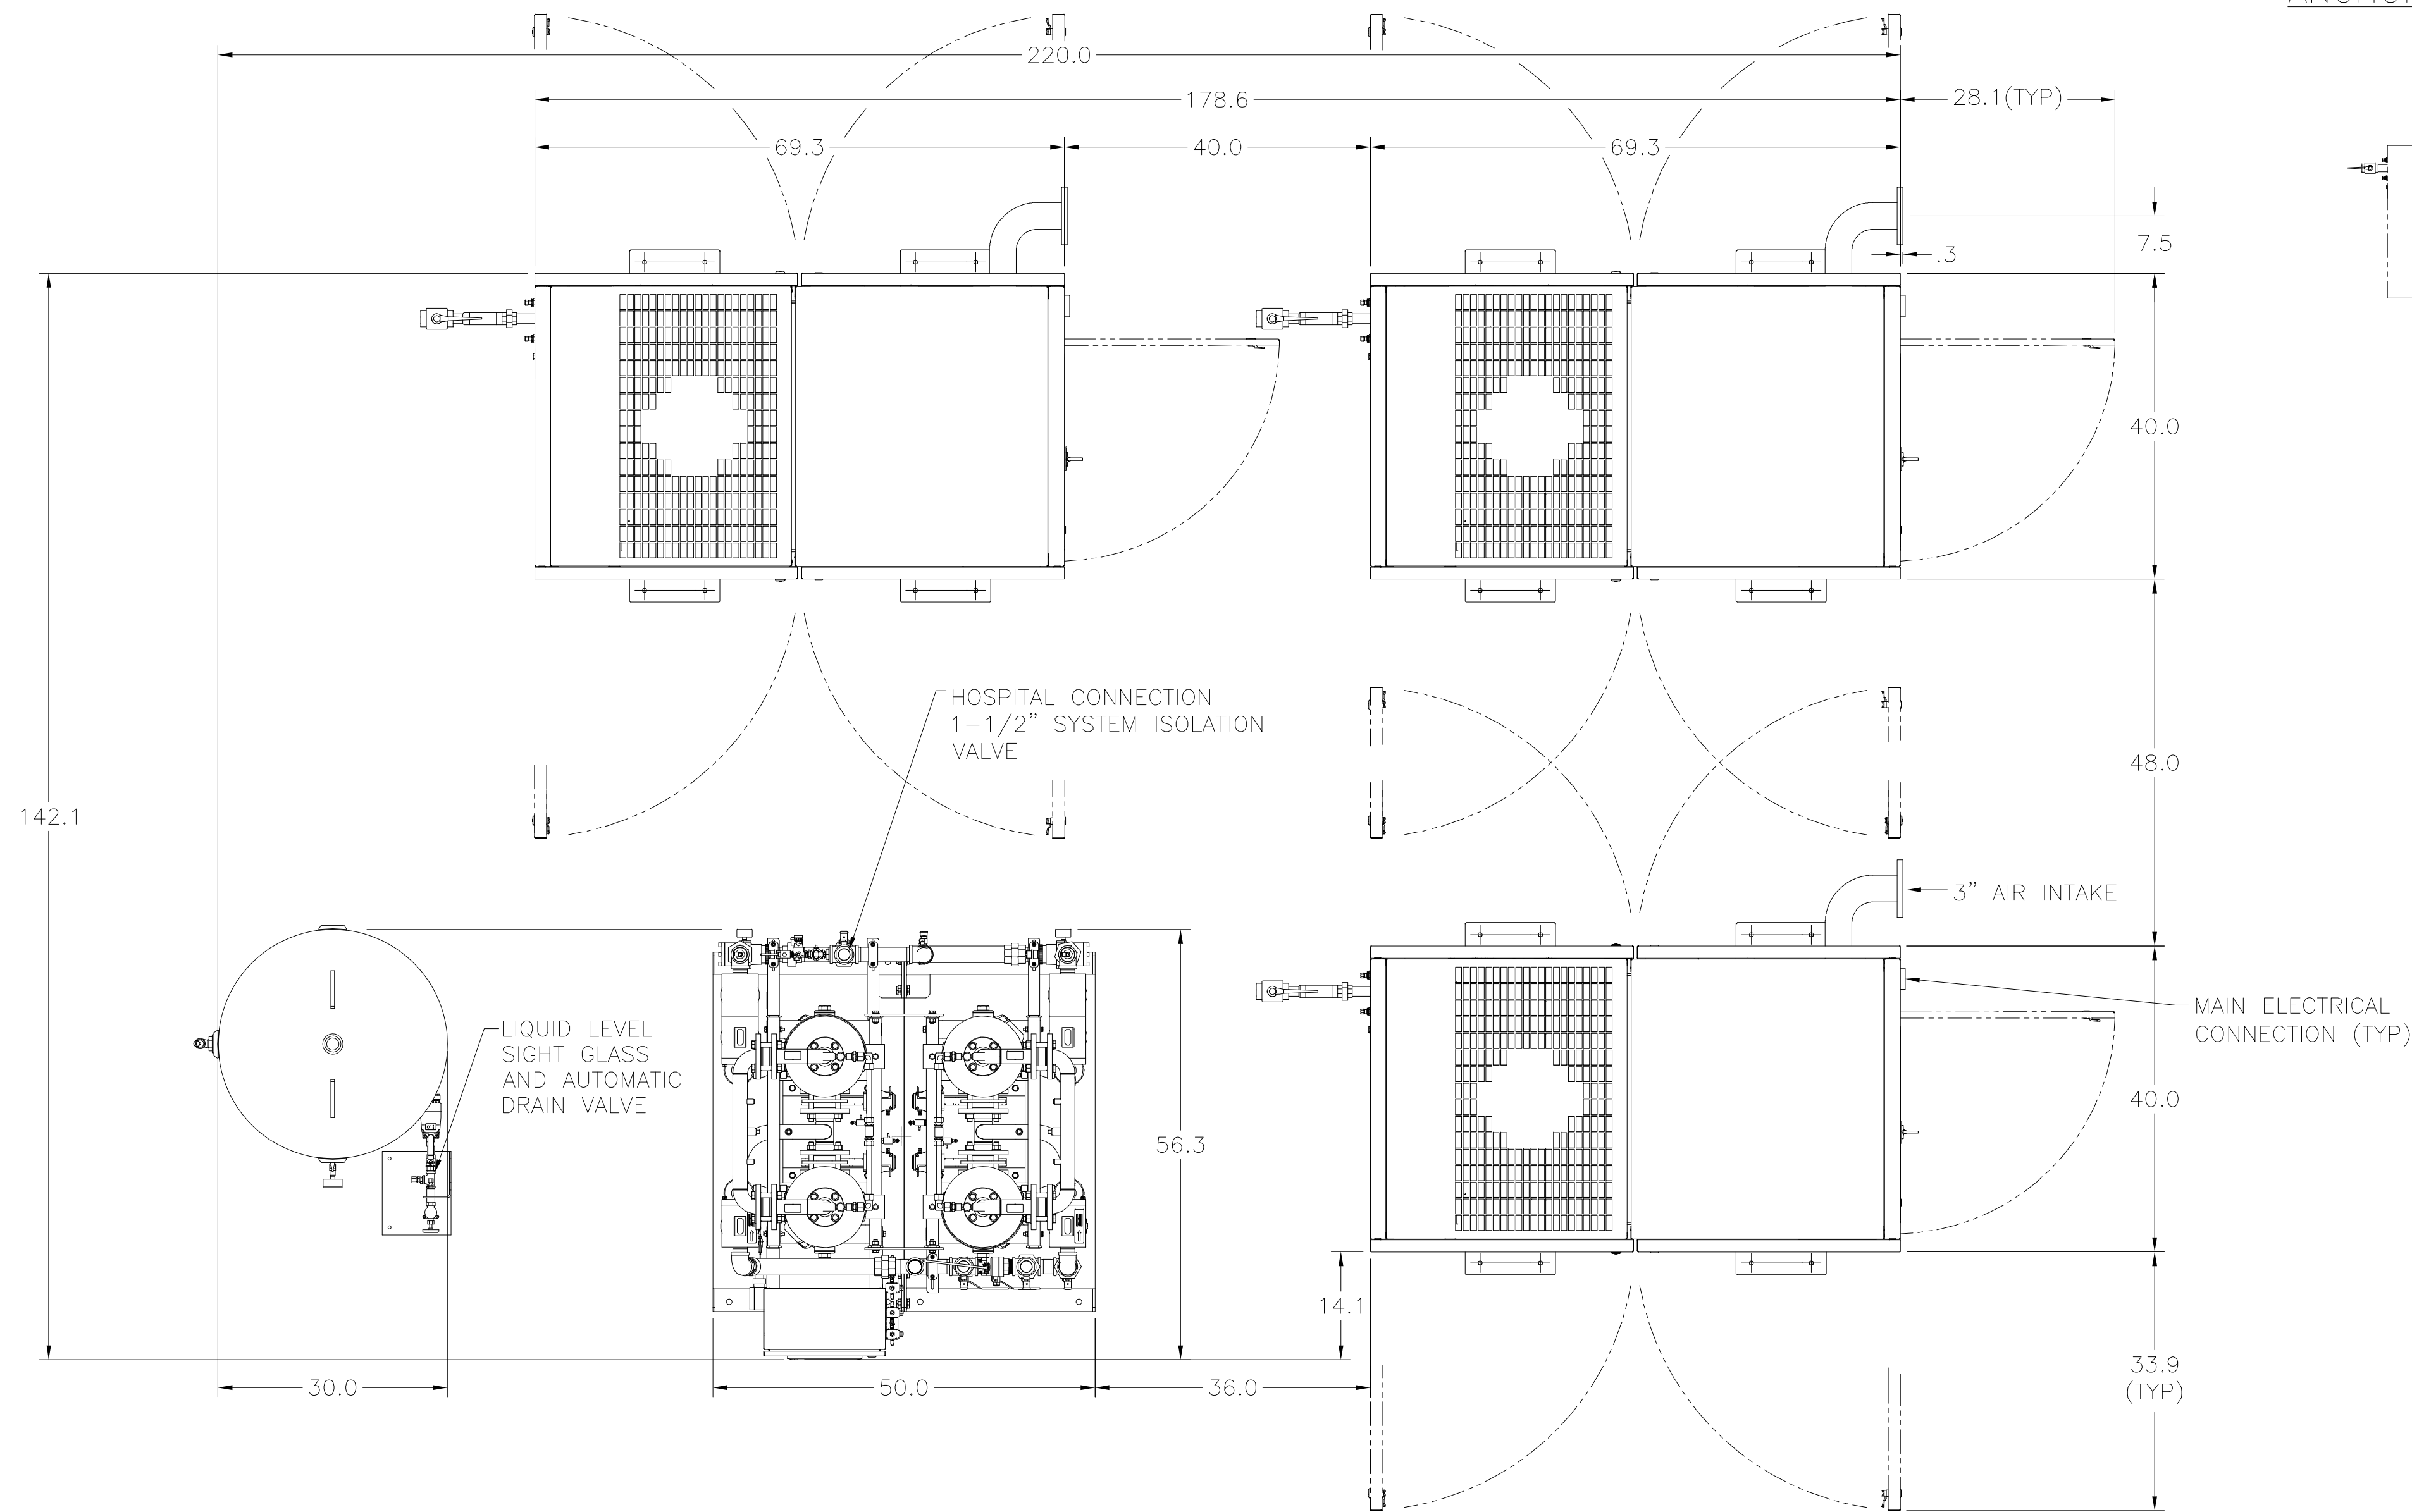 220.0
178.6
28.1(TYP)
69.3
40.0
69.3
7.5
.3
40.0
HOSPITAL CONNECTION
1-1/2" SYSTEM ISOLATION
VALVE
48.0
142.1
3" AIR INTAKE
MAIN ELECTRICAL
CONNECTION (TYP)
LIQUID LEVEL
SIGHT GLASS
AND AUTOMATIC
DRAIN VALVE
40.0
56.3
14.1
33.9
(TYP)
30.0
50.0
36.0